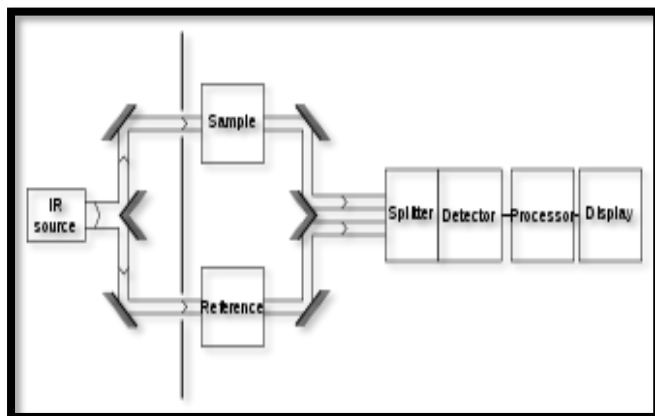 Sample
IR
source
Splitter
Detector
Processor
Display
Reference